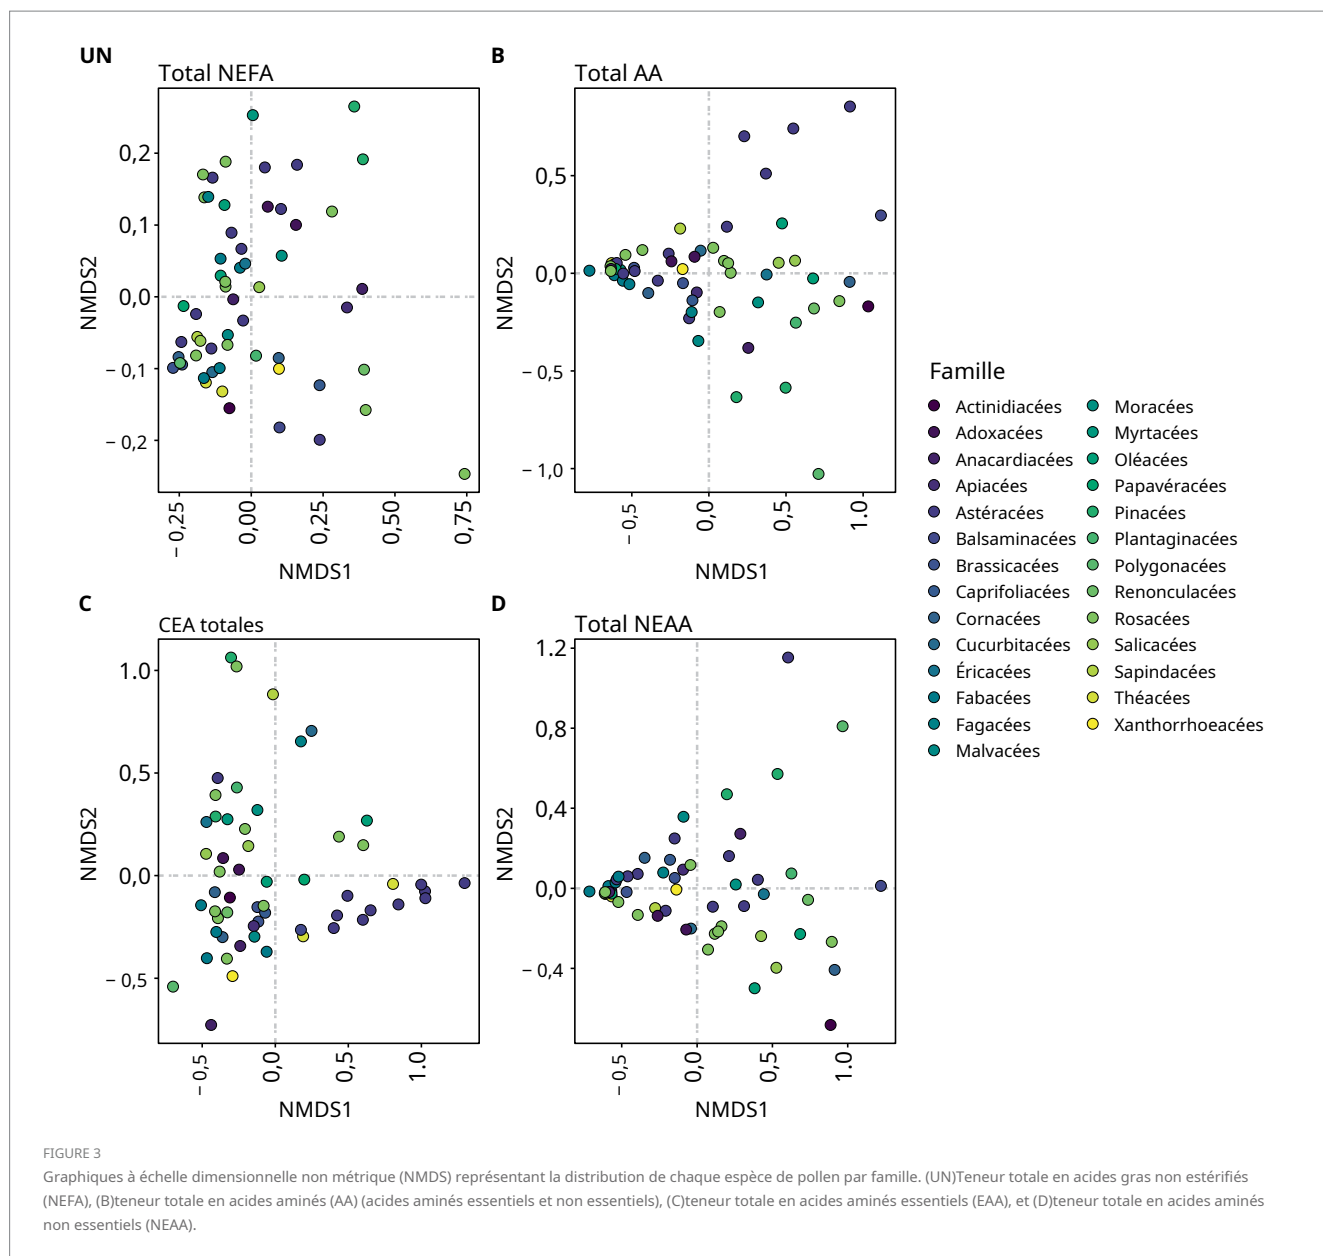 UN
Total NEFA
0,2
0,1
0,0
− 0,1
− 0,2
NMDS2
− 0,25
0,00
0,25
0,50
0,75
NMDS1
B
Total AA
0,5
0,0
− 0,5
− 1,0
NMDS2
− 0,5
0,0
0,5
1.0
NMDS1
C
CEA totales
1.0
0,5
0,0
− 0,5
NMDS2
− 0,5
0,0
0,5
1.0
NMDS1
D
Total NEAA
1.2
0,8
0,4
0,0
− 0,4
NMDS2
− 0,5
0,0
0,5
1.0
NMDS1
Famille
Actinidiacées
Adoxacées
Anacardiacées
Apiacées
Astéracées
Balsaminacées
Brassicacées
Caprifoliacées
Cornacées
Cucurbitacées
Éricacées
Fabacées
Fagacées
Malvacées
Moracées
Myrtacées
Oléacées
Papavéracées
Pinacées
Plantaginacées
Polygonacées
Renonculacées
Rosacées
Salicacées
Sapindacées
Théacées
Xanthorrhoeacées
FIGURE 3
Graphiques à échelle dimensionnelle non métrique (NMDS) représentant la distribution de chaque espèce de pollen par famille. (UN)Teneur totale en acides gras non estérifiés
(NEFA), (B)teneur totale en acides aminés (AA) (acides aminés essentiels et non essentiels), (C)teneur totale en acides aminés essentiels (EAA), et (D)teneur totale en acides aminés
non essentiels (NEAA).